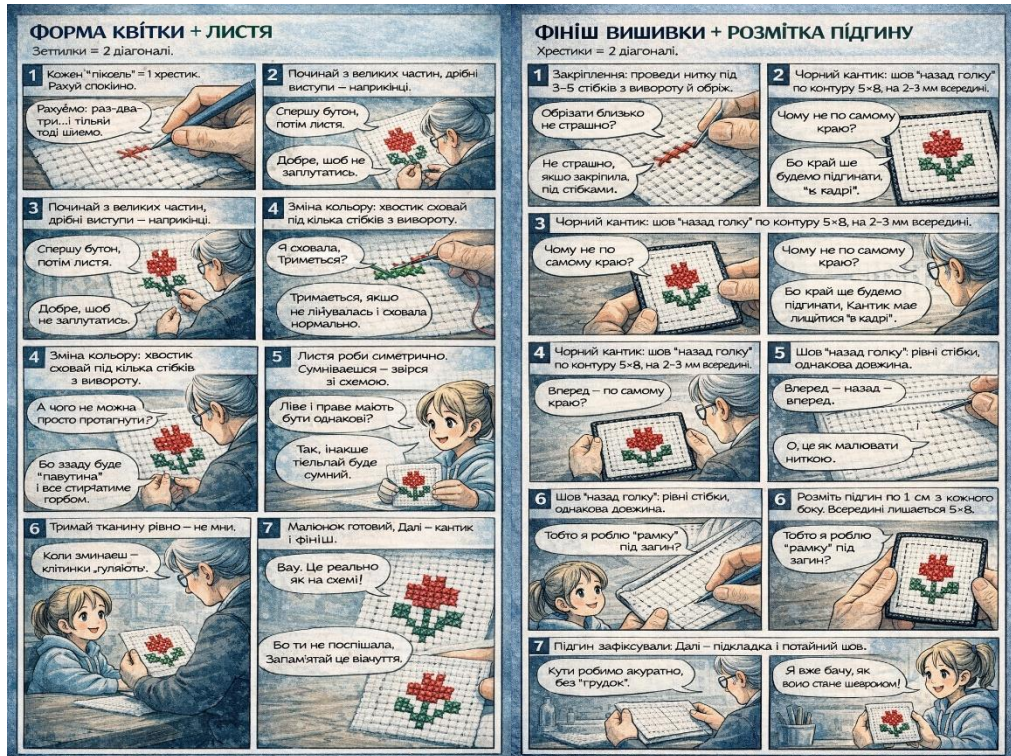 ФОРМА КВІТКИ + ЛИСТЯ
Зеттилки = 2 діагоналі.
1 Кожен "піксель" = 1 хрестик.
Рахуй спокійно.
Рахуємо: раз-два-
три...і тільки
тоді шиемо.
2 Починай з великих частин, дрібні
виступи – наприкінці.
Спершу бутон,
потім листя.
Добре, щоб не
заплутатись.
3 Починай з великих частин,
дрібні виступи – наприкінці.
Спершу бутон,
потім листя.
Добре, щоб
не заплутатись.
4 Зміна кольору: хвостик сховай
під кілька стібків з вивороту.
Я сховала,
Триметься?
Тримається, якщо
не лінувалась і сховала
нормально.
4 Зміна кольору: хвостик
сховай під кілька стібків
з вивороту.
А чого не можна
просто протагнути?
Бо ззаду буде
"павутина"
і все стирчатиме
горбом.
5 Листя роби симетрично.
Сумніваешся – звірся
зі схемою.
Ліве і праве мають
бути однакові?
Так, інакше
тіельлай буде
сумний.
6 Тримай тканину рівно – не мни.
Коли зминаеш –
клітинки „гуляють".
7 Маліюнок готовий, Далі – кантик
і фініш.
Вау. Це реально
як на схемі!
Бо ти не поспішала,
Запам'ятай це віачуття.
ФІНІШ ВИШИВКИ + РОЗМІТКА ПІДГИНУ
Хрестики = 2 діагоналі.
1 Закріплення: проведи нитку під
3–5 стібків з вивороту й обріж.
Обрізати близько
не страшно?
Не страшно,
якшо закріпила,
під стібками.
2 Чорний кантик: шов "назад голку"
по контуру 5×8, на 2–3 мм всередині.
Чому не по самому
краю?
Бо край ше
будемо підгинати,
"в кадрі".
3 Чорний кантик: шов "назад голку" по контуру 5×8, на 2–3 мм всередині.
Чому не по
самому краю?
Чому не по самому
краю?
Бо край ше будемо
підгинати, Кантик мае
лищйтися "в кадрі".
4 Чорний кантик: шов "назад голку"
по контуру 5×8, на 2–3 мм всередині.
Вперед – по самому
краю?
5 Шов "назад голку": рівні стібки,
однакова довжина.
Вперед – назад –
вперед.
О, це як малювати
ниткою.
6 Шов "назад голку": рівні стібки,
однакова довжина.
Тобто я роблю "рамку"
під загин?
6 Розміть підгин по 1 см з кожного
боку. Всередині лишається 5×8.
Тобто я роблю
"рамку" під
загин?
7 Підгин зафіксували: Далі – підкладка і потайний шов.
Кути робимо акуратно,
без "грудок".
Я вже бачу, як
воно стане шевроном!